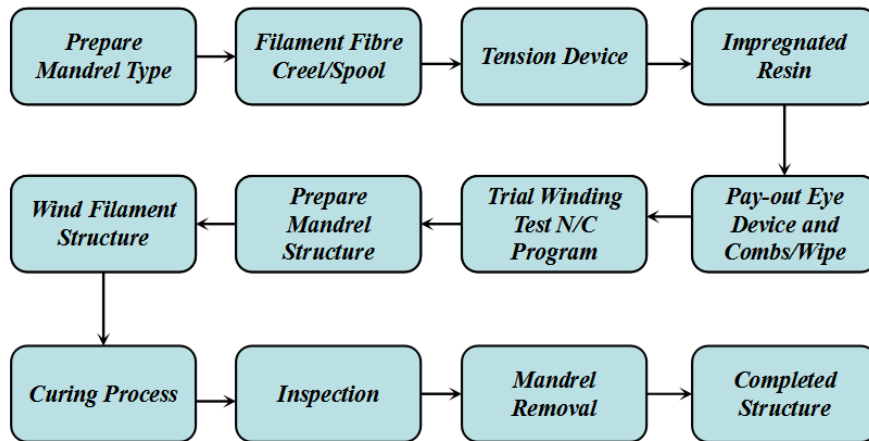 Prepare
Mandrel Type
Filament Fibre
Creel/Spool
Tension Device
Impregnated
Resin
Pay-out Eye
Device and
Combs/Wipe
Trial Winding
Test N/C
Program
Prepare
Mandrel
Structure
Wind Filament
Structure
Curing Process
Inspection
Mandrel
Removal
Completed
Structure